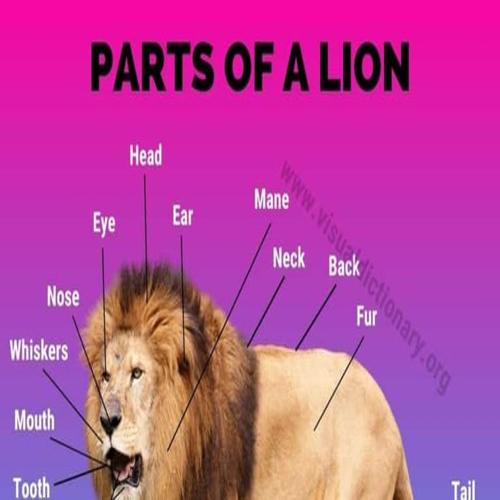 PARTS OF A LION
Head
Mane
Eye
Ear
Neck
Back
Nose
Fur
Whiskers
Mouth
Tooth
Tail
www.visualdictionary.org